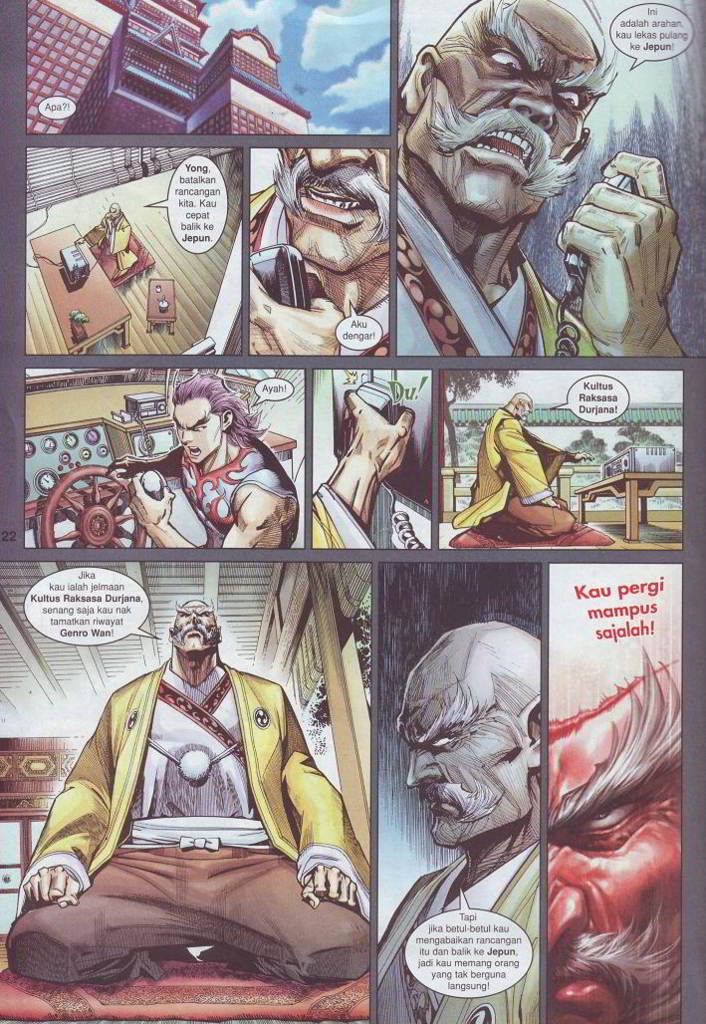 Apa?!
Ini
adalah arahan,
kau lekas pulang
ke Jepun!
Yong,
batalkan
rancangan
kita. Kau
cepat
balik ke
Jepun.
Aku
dengar!
Ayah!
Du!
Kultus
Raksasa
Durjana!
22
Jika
kau ialah jelmaan
Kultus Raksasa Durjana,
senang saja kau nak
tamatkan riwayat
Genro Wan!
Tapi
jika betul-betul kau
mengabaikan rancangan
itu dan balik ke Jepun,
jadi kau memang orang
yang tak berguna
langsung!
Kau pergi
mampus
sajalah!